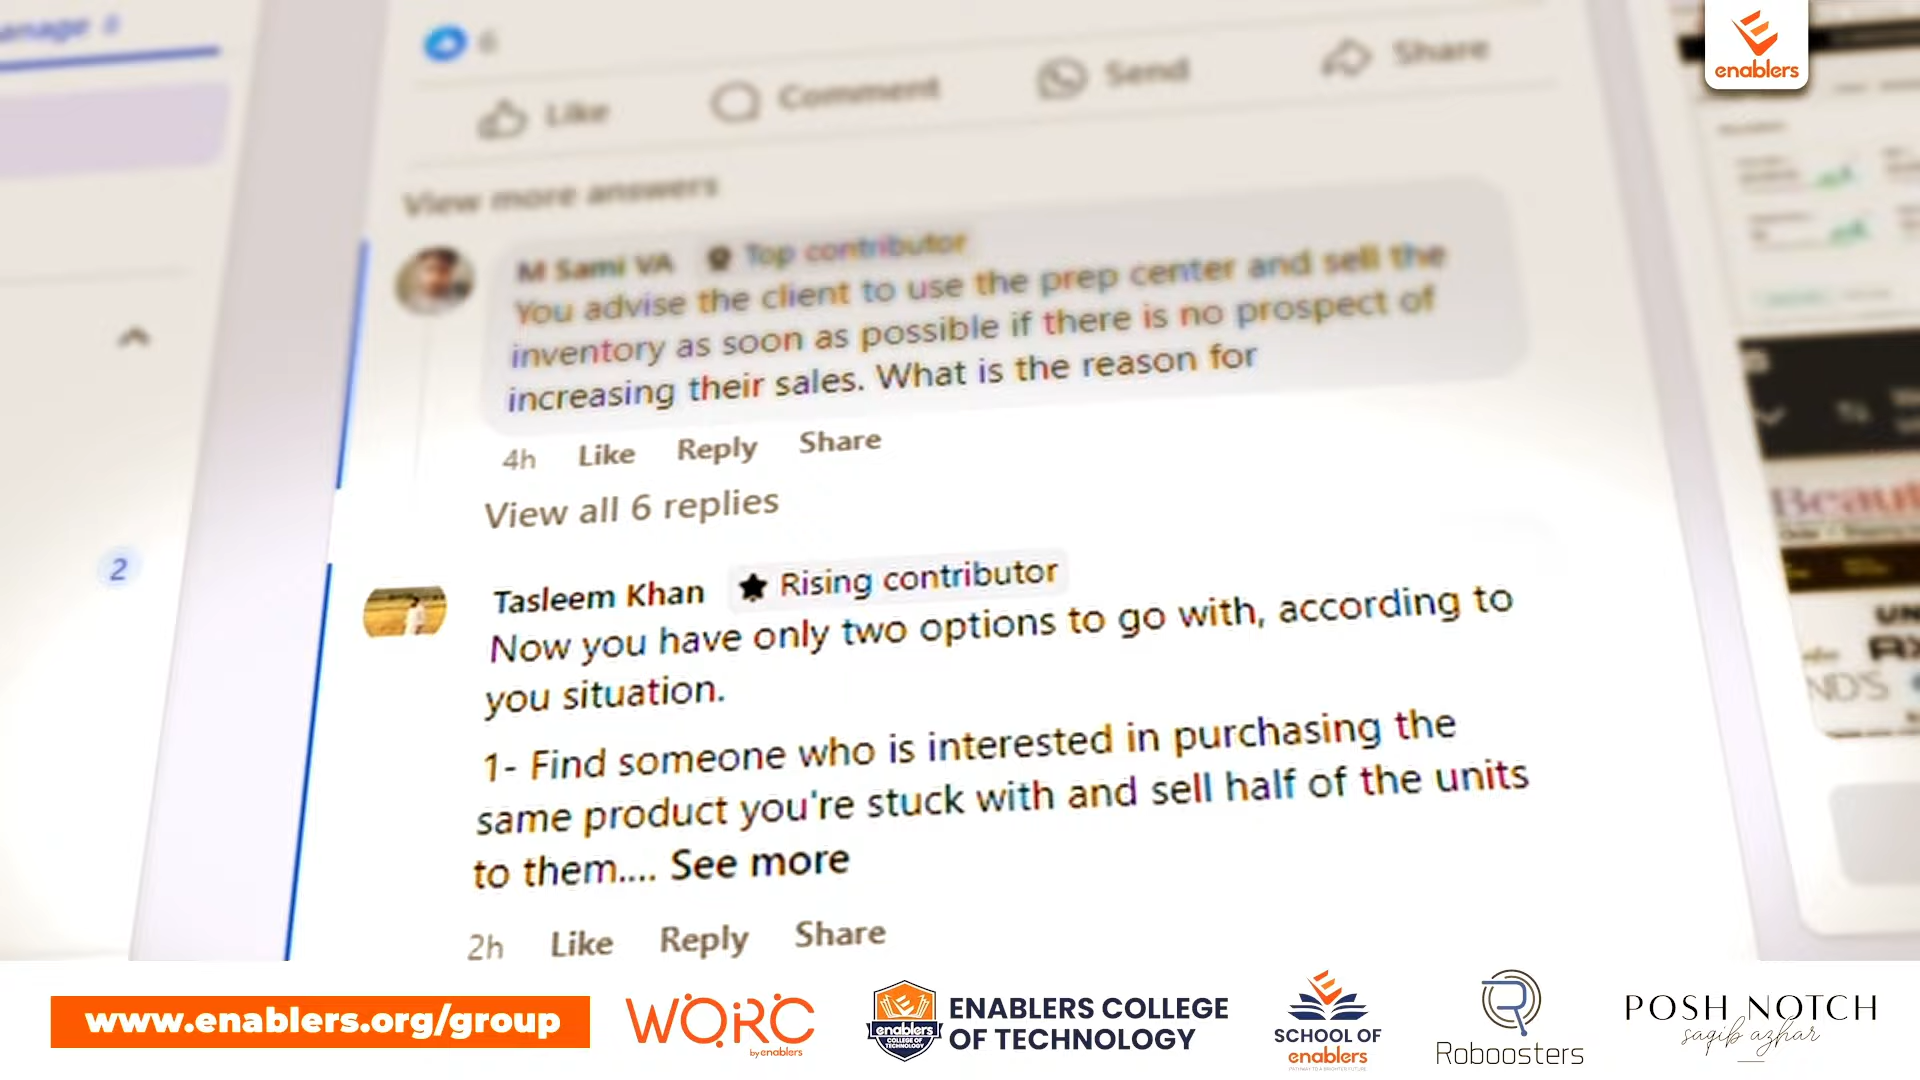 enablers
6
Like
Comment
Send
Share
View more answers
M Sami VA Top contributor
You advise the client to use the prep center and sell the
inventory as soon as possible if there is no prospect of
increasing their sales. What is the reason for
4h Like Reply Share
View all 6 replies
2
Tasleem Khan Rising contributor
Now you have only two options to go with, according to
you situation.
1- Find someone who is interested in purchasing the
same product you're stuck with and sell half of the units
to them.... See more
2h Like Reply Share
www.enablers.org/group
WORC
by enablers
enablers
COLLEGE OF
TECHNOLOGY
ENABLERS COLLEGE
OF TECHNOLOGY
SCHOOL OF
enablers
Roboosters
POSH NOTCH
saqib azhar